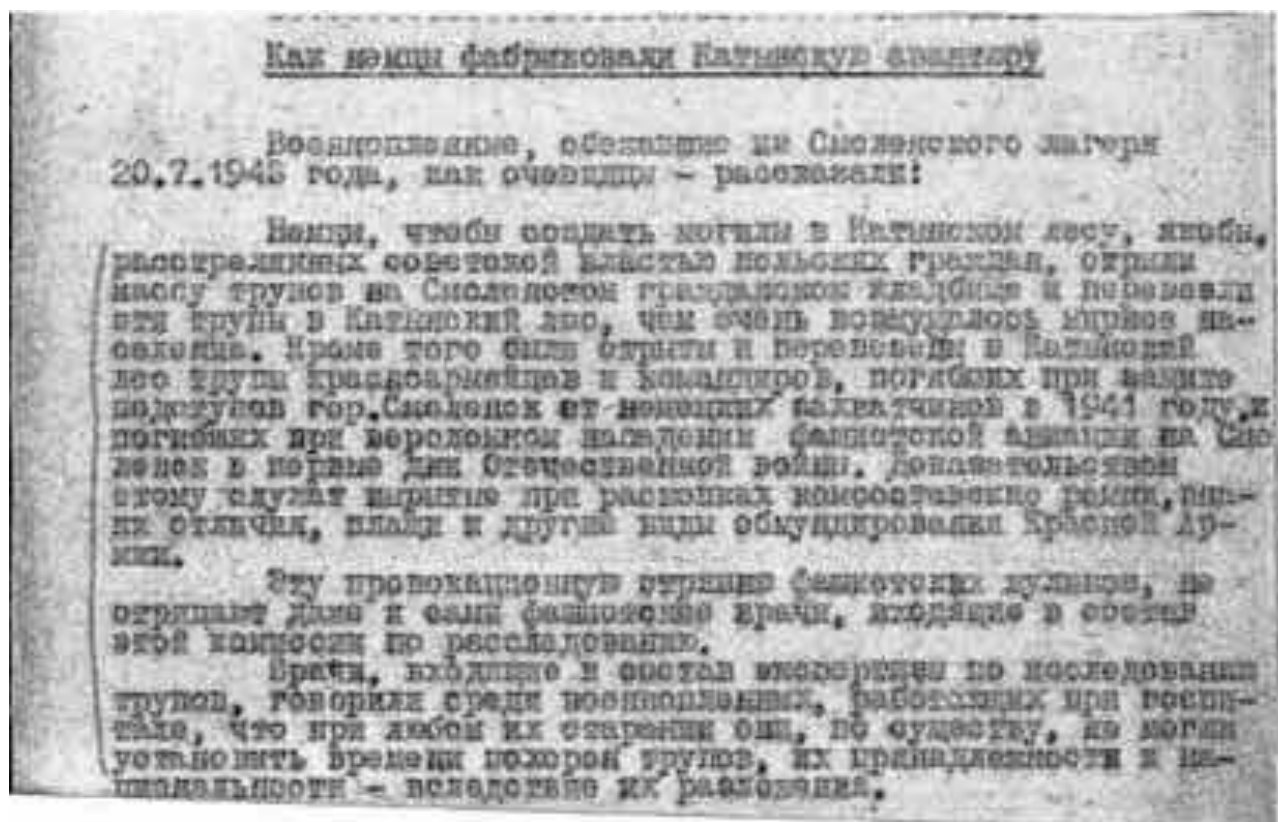 Как немцы фабриковали Катынскую авантюру
Военнопленные, сбежавшие из Смоленского лагеря
20.7.1943 года, как очевидцы - рассказали:
Немцы, чтобы создать могилы в Катынском лесу, якобы,
расстрелянных советской властью польских граждан, отрыли
массу трупов на Смоленском гражданском кладбище и перевезли
эти трупы в Катынский лес, чем очень возмущалось мирное на-
селение. Кроме того были отрыты и перевезены в Катынский
лес трупы красноармейцев и командиров, погибших при защите
подступов гор.Смоленск от немецких захватчиков в 1941 году,и
погибших при вероломном нападении фашистской авиации на Смо
ленск в первые дни Отечественной войны. Доказательством
этому служат вырытые при раскопках комсоставские ремни,зна-
ки отличия, плащи и другие виды обмундирования Красной Ар-
мии.
Эту провокационную стряпню фашистских , не
отрицают даже и сами фашистские врачи, входящие в состав
этой комиссии по расследованию.
Врачи, входящие в состав экспертизы по исследованию
трупов, говорили среди военнопленных, работающих при госпи-
тале, что при любом их старании они, по существу, не могли
установить времени похорон трупов, их принадлежности и на-
циональности - вследствие их разложения.